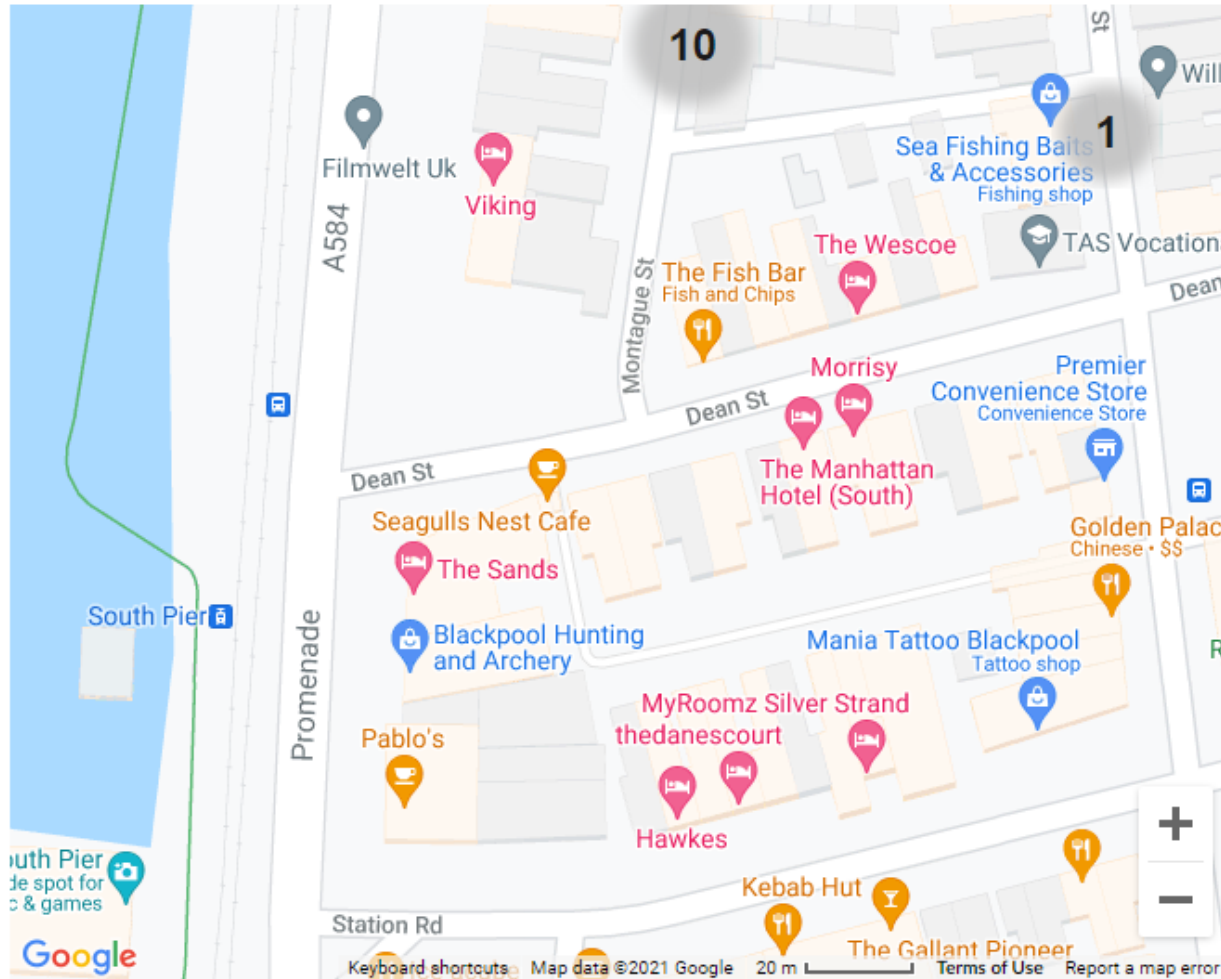 10
St
Will
1
Filmwelt Uk
Viking
A584
Sea Fishing Baits
& Accessories
Fishing shop
TAS Vocation
The Wescoe
The Fish Bar
Fish and Chips
Montague St
Dean
Morrisy
Premier
Convenience Store
Convenience Store
Dean St
Dean St
The Manhattan
Hotel (South)
Seagulls Nest Cafe
Golden Palac
Chinese • $$
The Sands
South Pier
Blackpool Hunting
and Archery
Mania Tattoo Blackpool
Tattoo shop
R
Promenade
MyRoomz Silver Strand
thedanescourt
Pablo's
Hawkes
+
outh Pier
de spot for
c & games
Kebab Hut
−
Station Rd
The Gallant Pioneer
Google
Keyboard shortcuts Map data ©2021 Google 20 m Terms of Use Report a map error